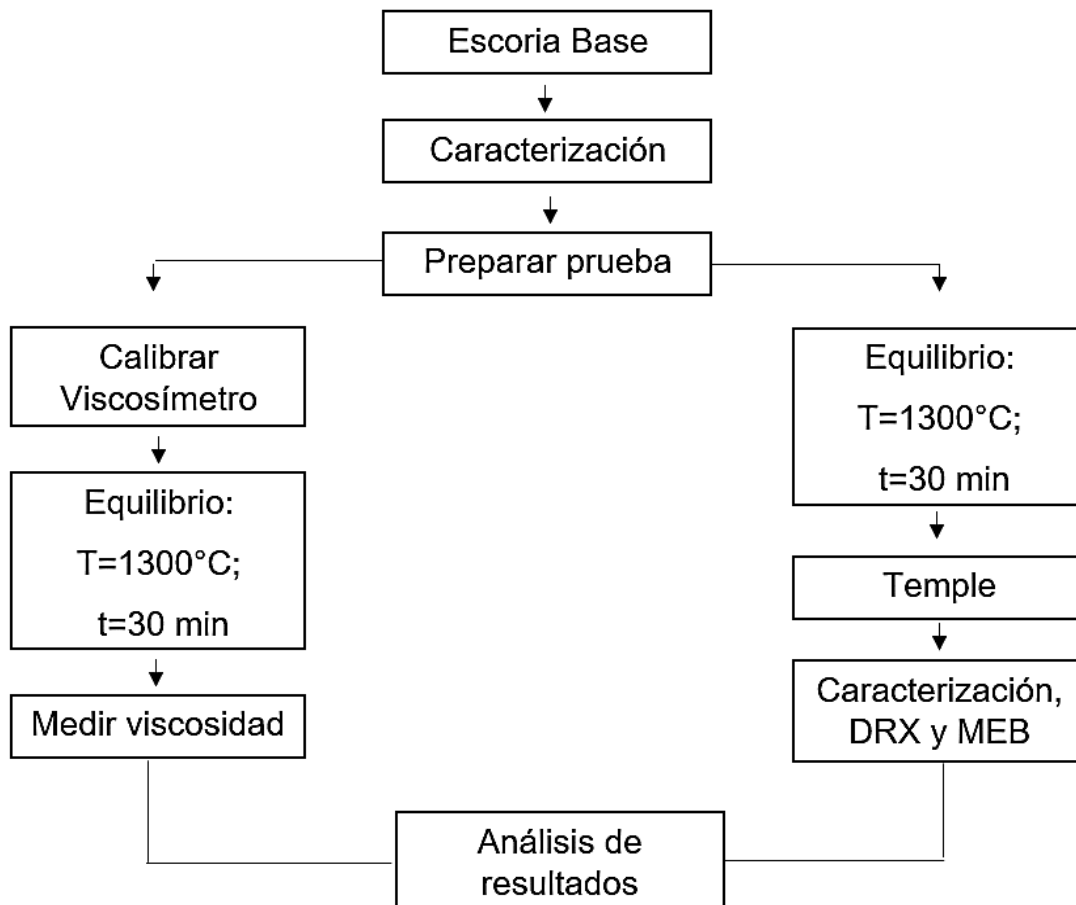 Escoria Base
Caracterización
Preparar prueba
Calibrar
Viscosímetro
Equilibrio:
T=1300°C;
t=30 min
Medir viscosidad
Equilibrio:
T=1300°C;
t=30 min
Temple
Caracterización,
DRX y MEB
Análisis de
resultados